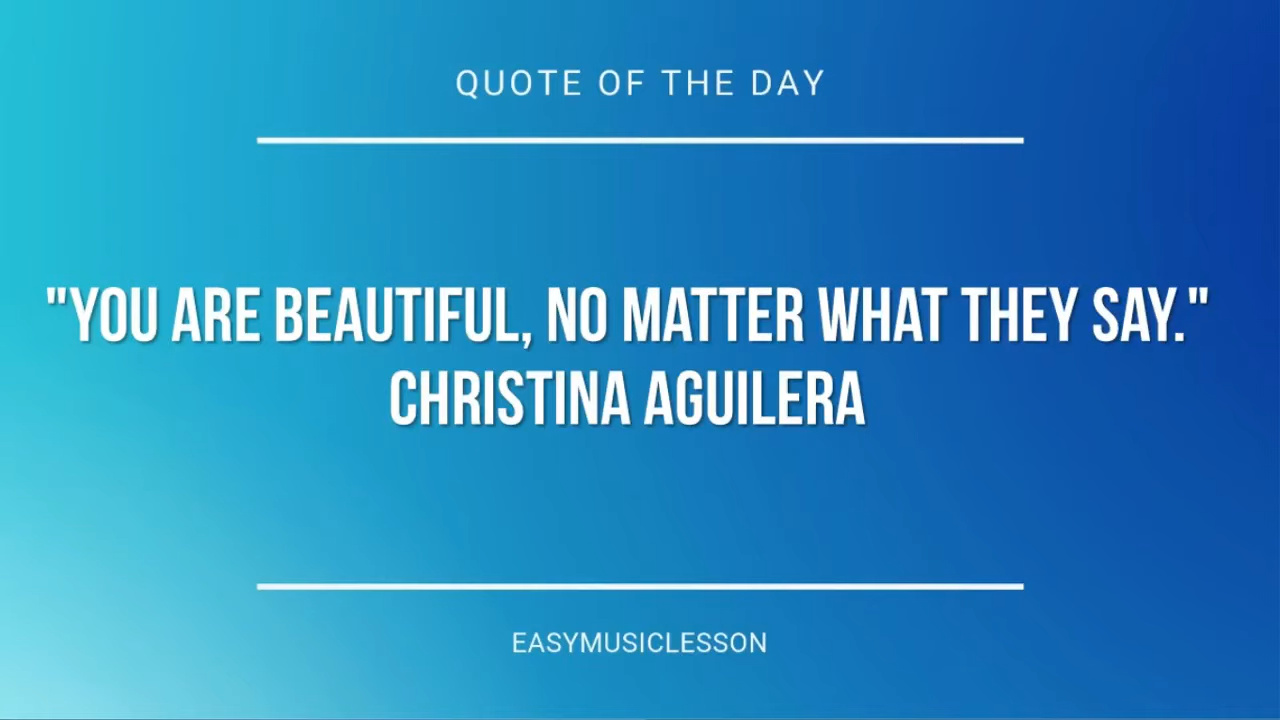 QUOTE OF THE DAY
"YOU ARE BEAUTIFUL, NO MATTER WHAT THEY SAY."
CHRISTINA AGUILERA
EASYMUSICLESSON